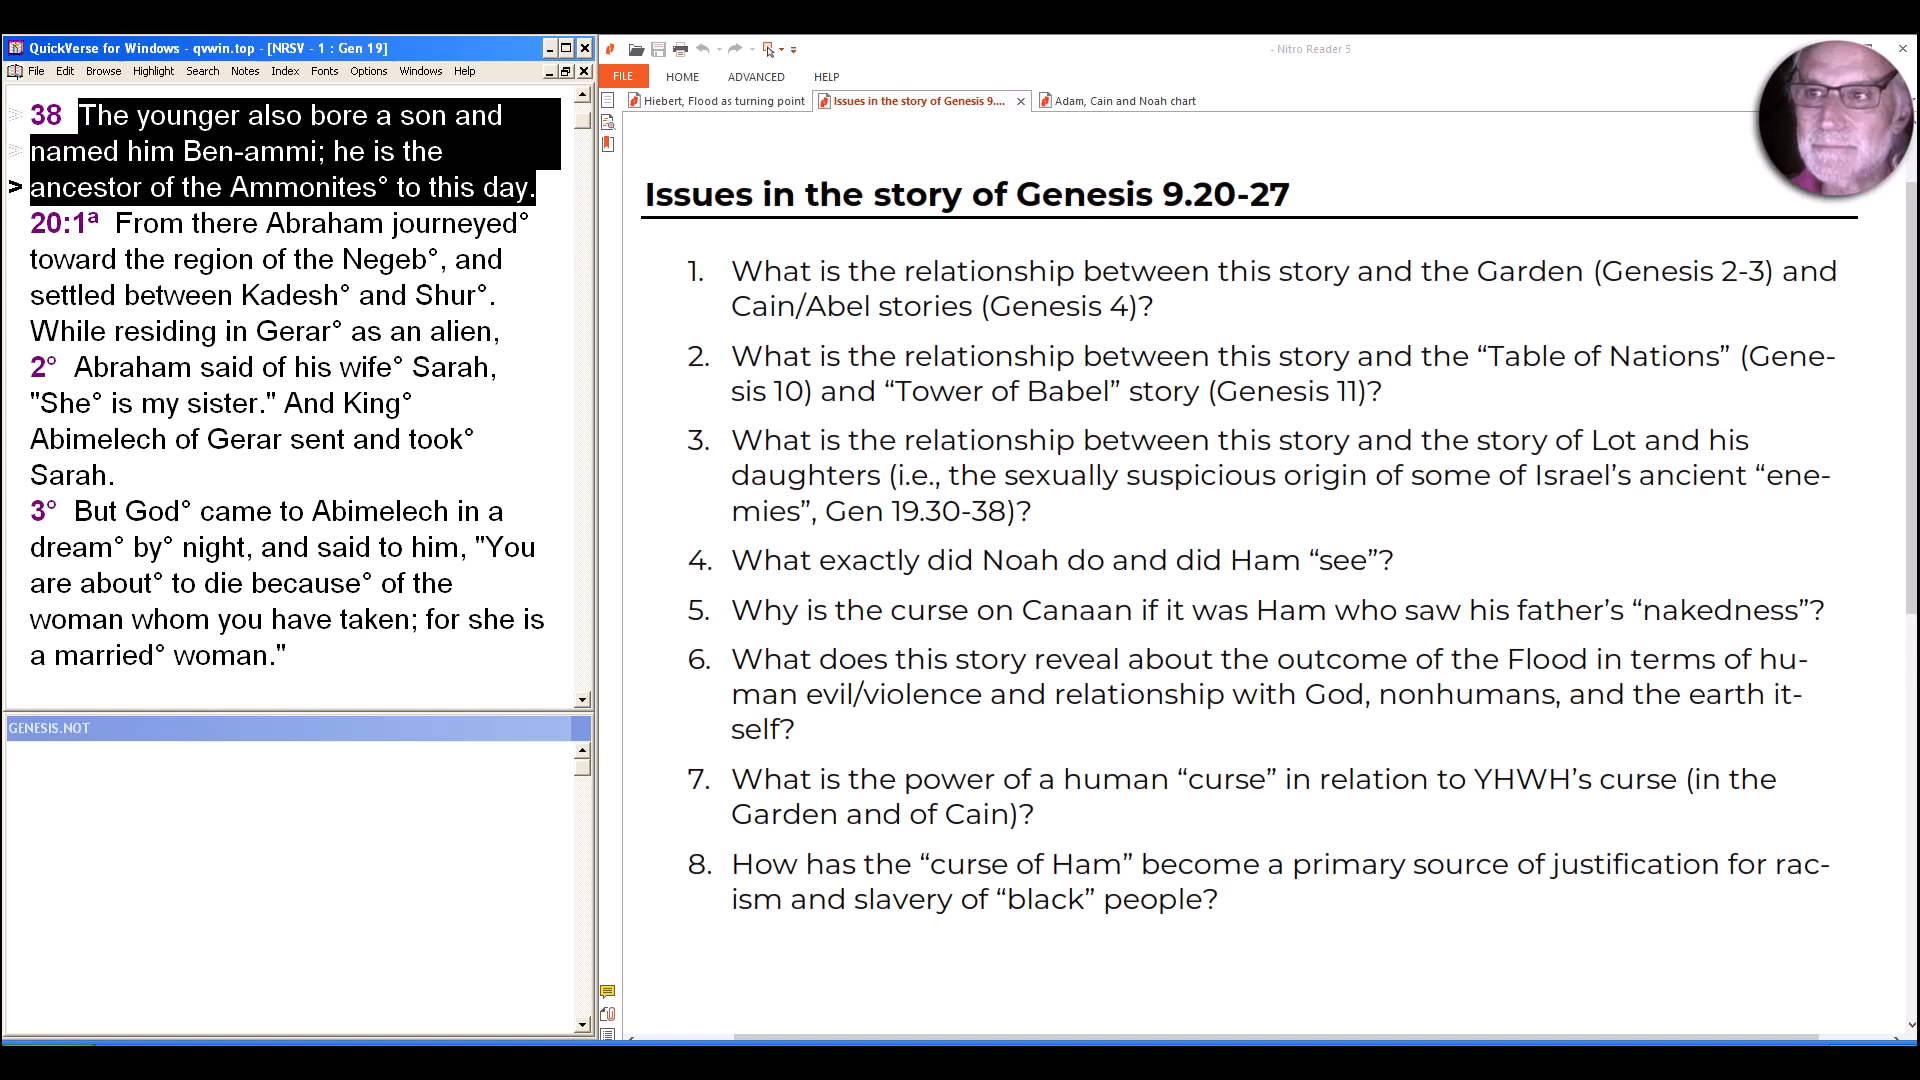 QuickVerse for Windows - qvwin.top - [NRSV - 1 : Gen 19]
File Edit Browse Highlight Search Notes Index Fonts Options Windows Help
38 The younger also bore a son and
named him Ben-ammi; he is the
> ancestor of the Ammonites° to this day.
20:1ª From there Abraham journeyed°
toward the region of the Negeb°, and
settled between Kadesh° and Shur°.
While residing in Gerar° as an alien,
2° Abraham said of his wife° Sarah,
"She° is my sister." And King°
Abimelech of Gerar sent and took°
Sarah.
3° But God° came to Abimelech in a
dream° by° night, and said to him, "You
are about° to die because° of the
woman whom you have taken; for she is
a married° woman."
GENESIS.NOT
- Nitro Reader 5
FILE HOME ADVANCED HELP
Hiebert, Flood as turning point Issues in the story of Genesis 9.... Adam, Cain and Noah chart
Issues in the story of Genesis 9.20-27
1. What is the relationship between this story and the Garden (Genesis 2-3) and
Cain/Abel stories (Genesis 4)?
2. What is the relationship between this story and the “Table of Nations” (Gene-
sis 10) and “Tower of Babel” story (Genesis 11)?
3. What is the relationship between this story and the story of Lot and his
daughters (i.e., the sexually suspicious origin of some of Israel’s ancient “ene-
mies”, Gen 19.30-38)?
4. What exactly did Noah do and did Ham “see”?
5. Why is the curse on Canaan if it was Ham who saw his father’s “nakedness”?
6. What does this story reveal about the outcome of the Flood in terms of hu-
man evil/violence and relationship with God, nonhumans, and the earth it-
self?
7. What is the power of a human “curse” in relation to YHWH’s curse (in the
Garden and of Cain)?
8. How has the “curse of Ham” become a primary source of justification for rac-
ism and slavery of “black” people?